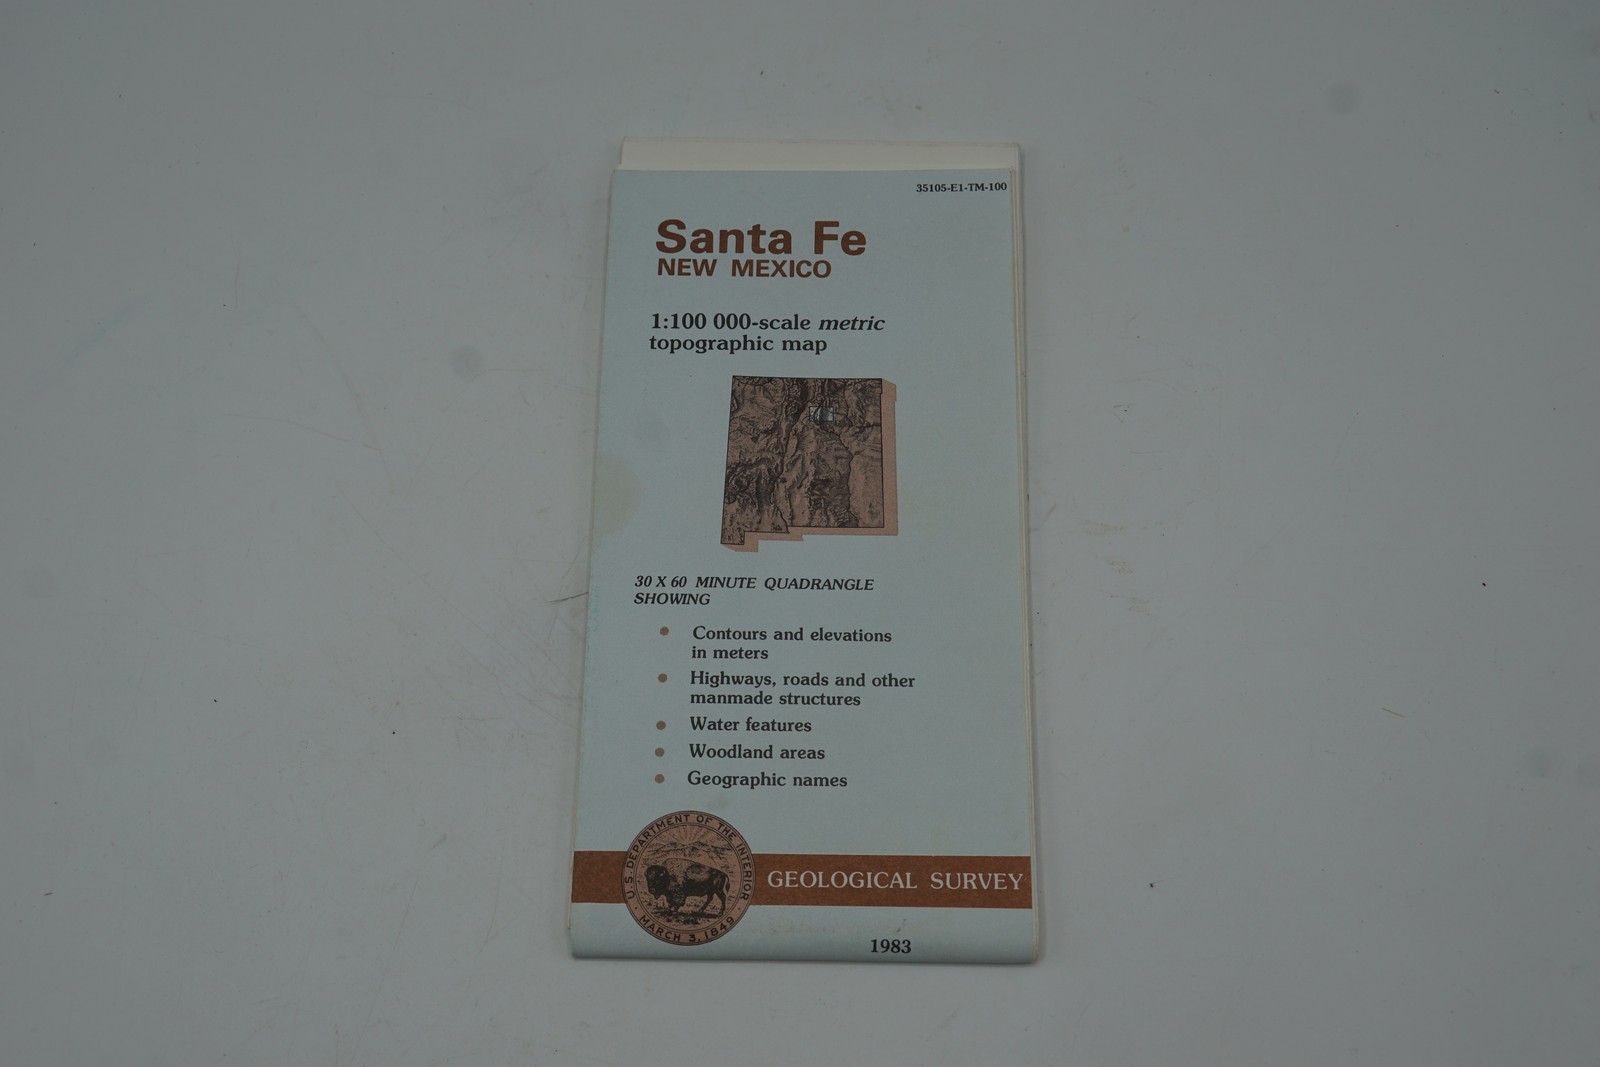 35105-E1-TM-100
Santa Fe
NEW MEXICO
1:100 000-scale metric
topographic map
30 X 60 MINUTE QUADRANGLE
SHOWING
• Contours and elevations
in meters
• Highways, roads and other
manmade structures
• Water features
• Woodland areas
• Geographic names
U.S. DEPARTMENT OF THE INTERIOR
MARCH 3, 1849
GEOLOGICAL SURVEY
1983